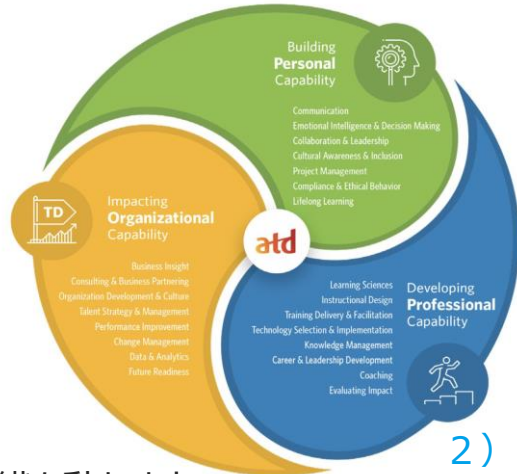 Building
Personal
Capability
Communication
Emotional Intelligence & Decision Making
Collaboration & Leadership
Cultural Awareness & Inclusion
Project Management
Compliance & Ethical Behavior
Lifelong Learning
TD
Impacting
Organizational
Capability
Business Insight
Consulting & Business Partnering
Organization Development & Culture
Talent Strategy & Management
Performance Improvement
Change Management
Data & Analytics
Future Readiness
atd
Developing
Professional
Capability
Learning Sciences
Instructional Design
Training Delivery & Facilitation
Technology Selection & Implementation
Knowledge Management
Career & Leadership Development
Coaching
Evaluating Impact
2）